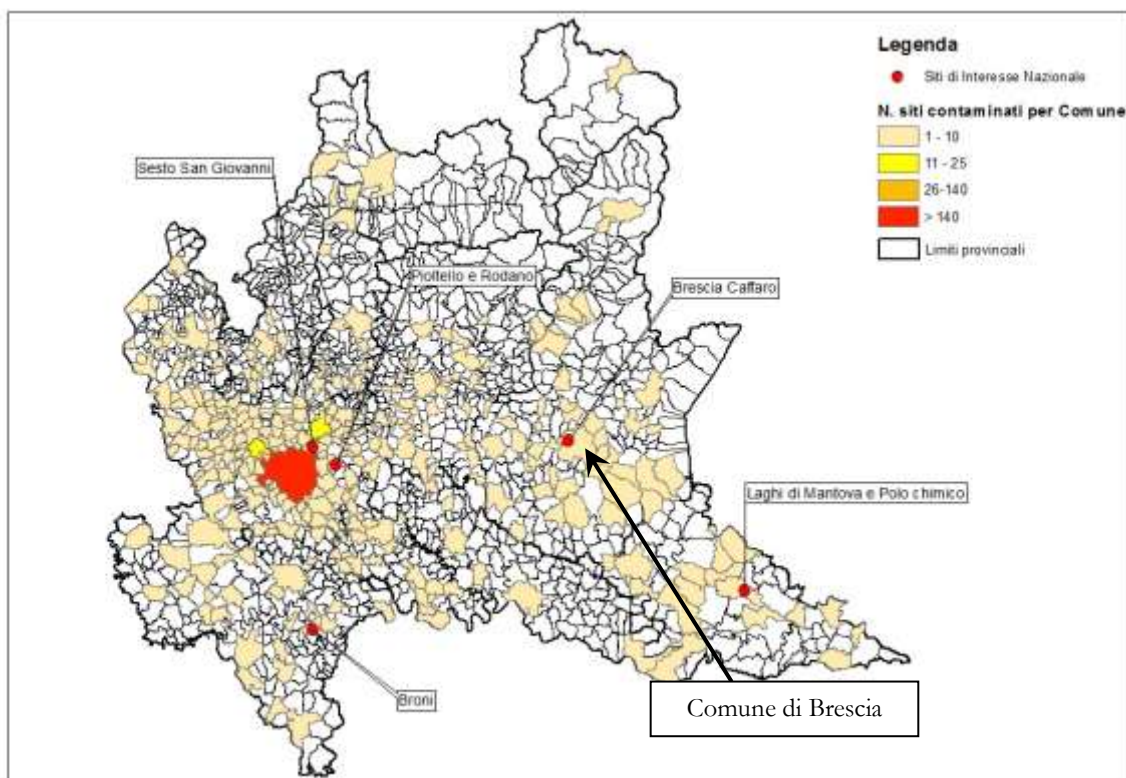 Legenda
Siti di Interesse Nazionale
N. siti contaminati per Comune
1 - 10
11 - 25
26-140
> 140
Limiti provinciali
Sesto San Giovanni
Pioltello e Rodano
Brescia Caffaro
Laghi di Mantova e Polo chimico
Broni
Comune di Brescia